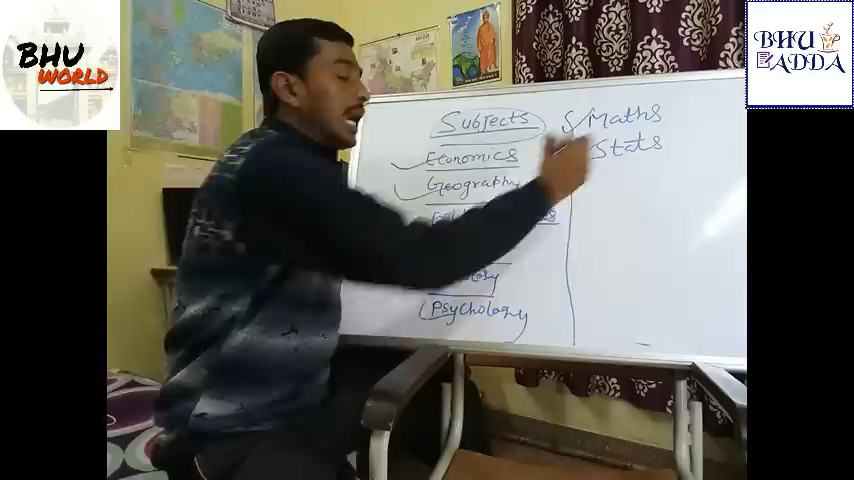 BHU
WORLD
BHU
ADDA
Subjects
Economics
Geography
Psychology
Maths
Stats